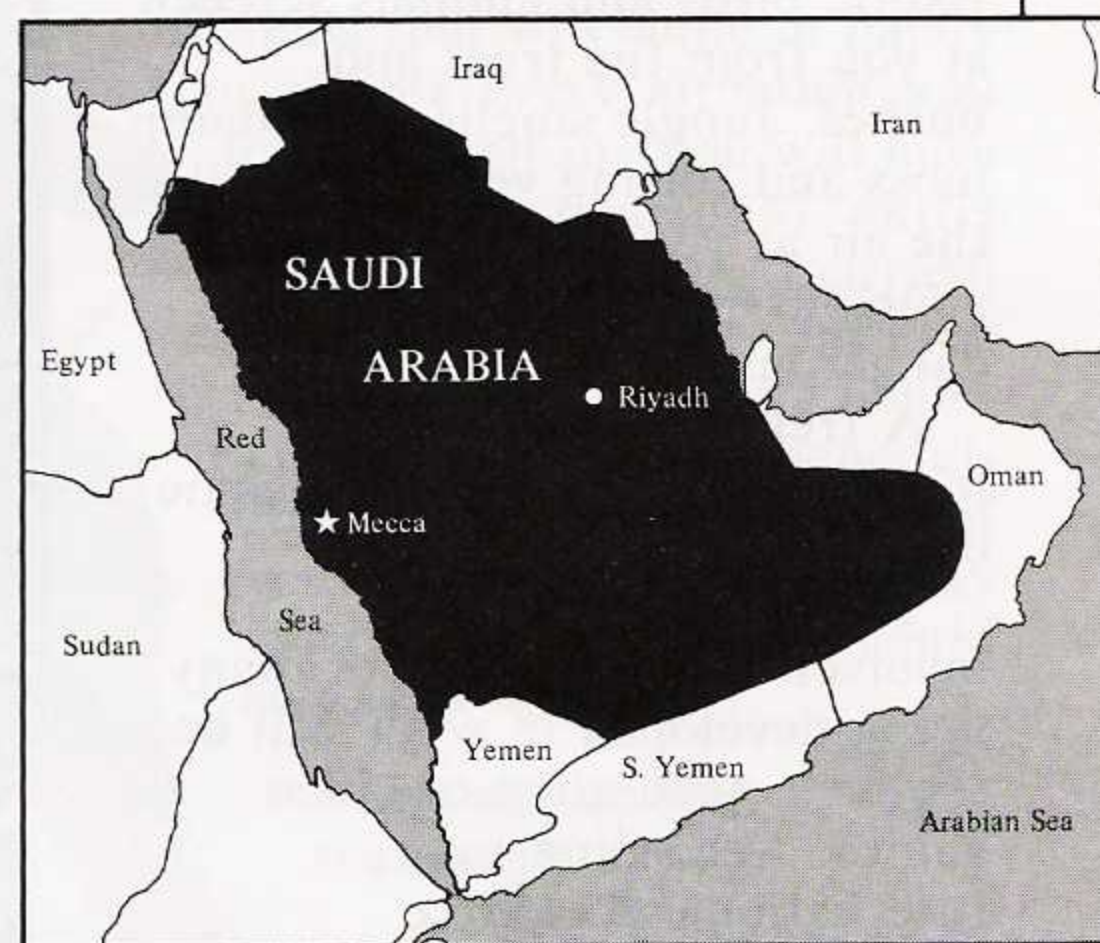 Iraq
Iran
SAUDI
ARABIA
Egypt
Riyadh
Red
Oman
Mecca
Sea
Sudan
Yemen
S. Yemen
Arabian Sea